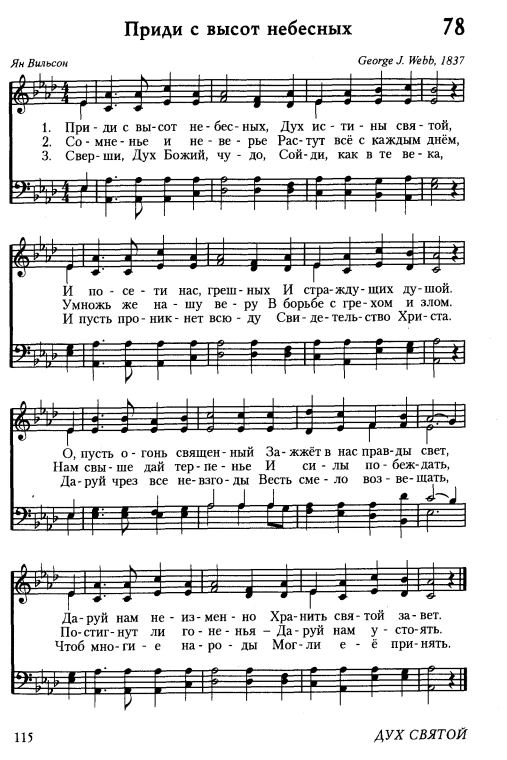 Приди с высот небесных 78
Ян Вильсон George J. Webb, 1837
1. При - ди с вы - сот не - бес - ных, Дух ис - ти - ны свя - той,
2. Со - мне - нье и не - ве - рье Рас - тут всё с каждым днём,
3. Свер - ши, Дух Божий, чу - до, Сой - ди, как в те ве - ка,
И по - се - ти нас, греш - ных И стра - жду - щих ду - шой.
Умножь же на - шу ве - ру В борьбе с гре - хом и злом.
И пусть про - ник - нет всю - ду Сви - де - тель - ство Хри - ста.
О, пусть о - гонь священ - ный За - жжёт в нас прав - ды свет,
Нам свы - ше дай тер - пе - нье И си - лы по - беж - дать,
Да - руй чрез все не - взго - ды Весть сме - ло воз - ве - щать,
Да - руй нам не - из - мен - но Хра - нить свя - той за - вет.
По - стиг - нут ли го - не - нья – Да - руй нам у - сто - ять.
Чтоб мно - ги - е на - ро - ды Мог - ли е - ё при - нять.
115 ДУХ СВЯТОЙ